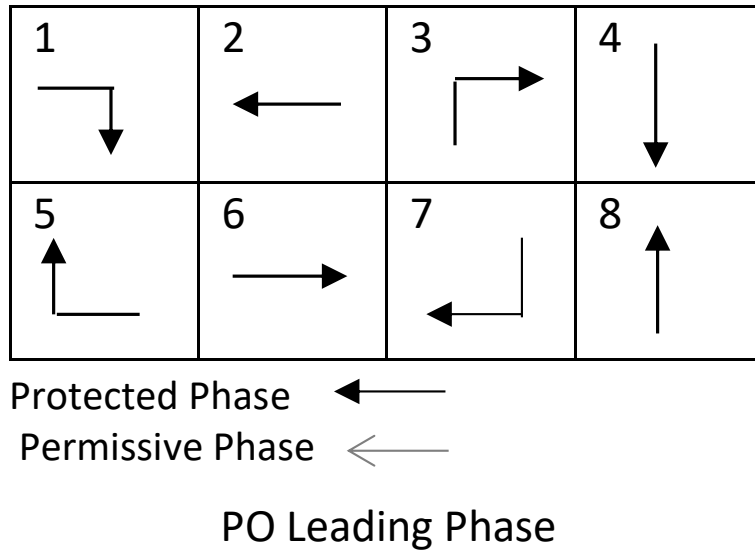 1 2 3 4
5 6 7 8
Protected Phase
Permissive Phase
PO Leading Phase